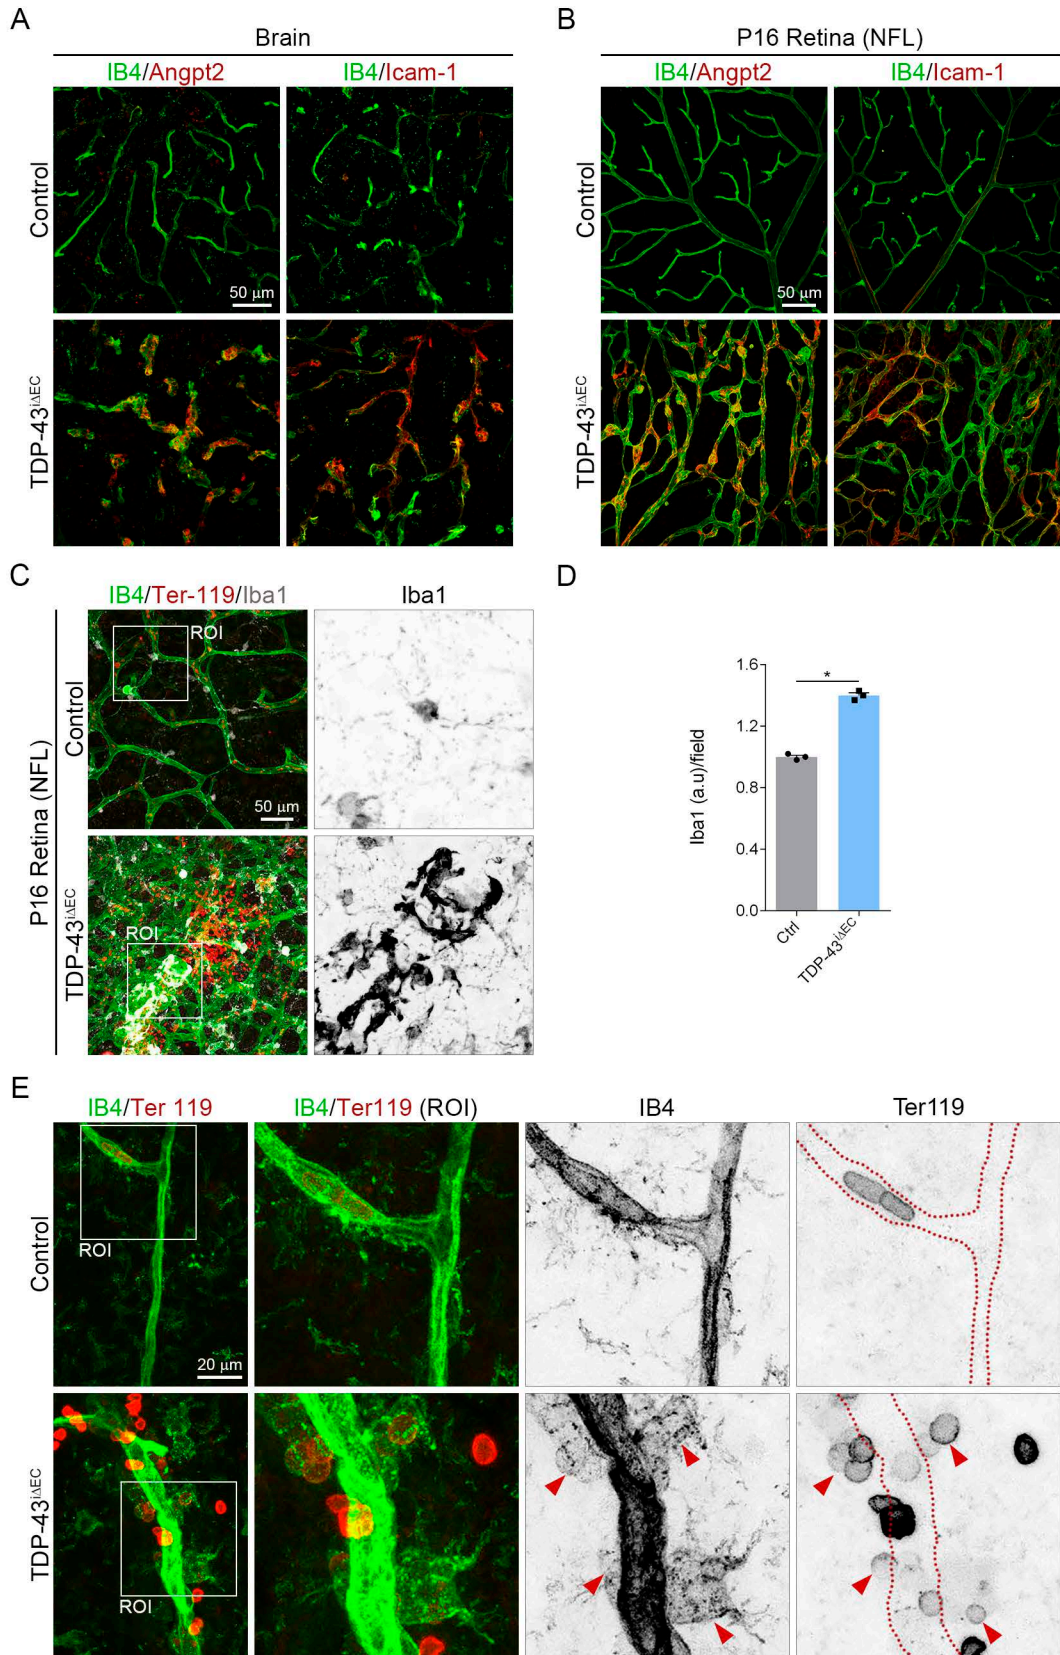 A
Brain
IB4/Angpt2
IB4/Icam-1
Control
50 µm
TDP-43iΔEC
B
P16 Retina (NFL)
IB4/Angpt2
IB4/Icam-1
Control
50 µm
TDP-43iΔEC
C
IB4/Ter-119/Iba1
Iba1
P16 Retina (NFL)
Control
ROI
50 µm
TDP-43iΔEC
ROI
D
Iba1 (a.u)/field
1.6
1.2
0.8
0.4
0.0
*
Ctrl
TDP-43iΔEC
E
IB4/Ter 119
IB4/Ter119 (ROI)
IB4
Ter119
Control
ROI
20 µm
TDP-43iΔEC
ROI